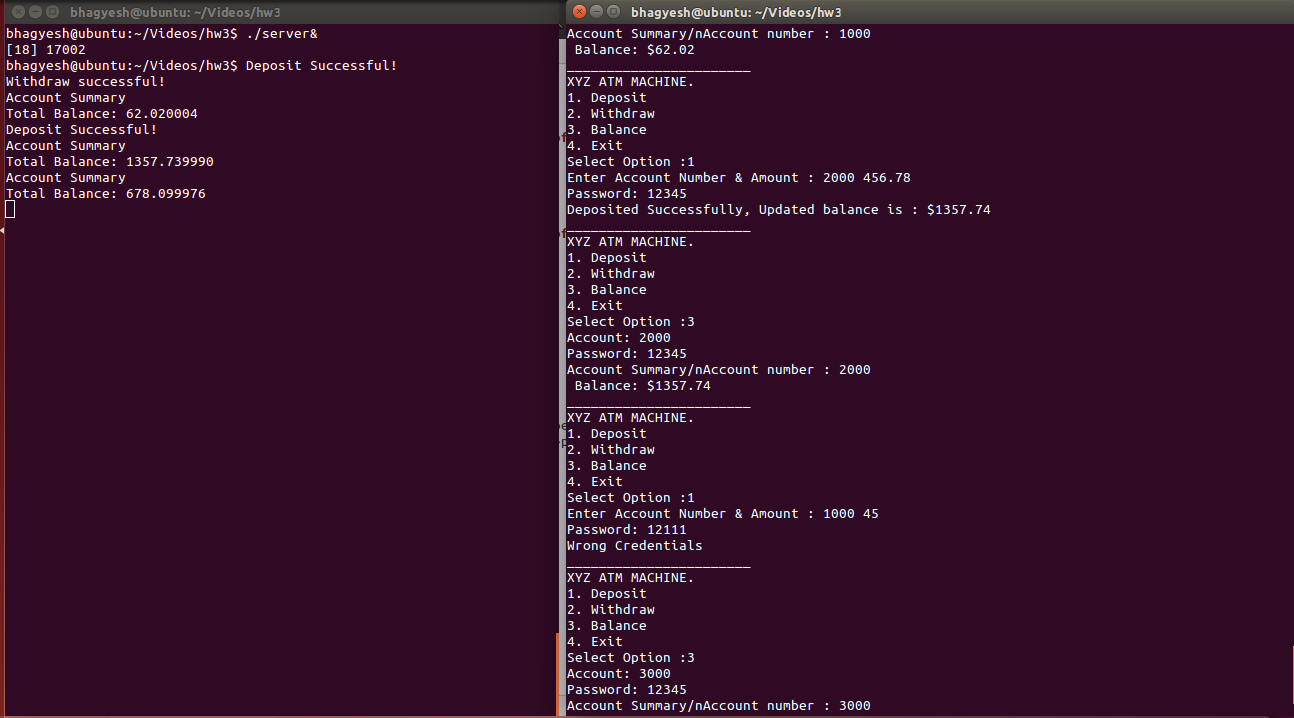 bhagyesh@ubuntu: ~/Videos/hw3
bhagyesh@ubuntu:~/Videos/hw3$ ./server&
[18] 17002
bhagyesh@ubuntu:~/Videos/hw3$ Deposit Successful!
Withdraw successful!
Account Summary
Total Balance: 62.020004
Deposit Successful!
Account Summary
Total Balance: 1357.739990
Account Summary
Total Balance: 678.099976
bhagyesh@ubuntu: ~/Videos/hw3
Account Summary/nAccount number : 1000
Balance: $62.02
_______________________
XYZ ATM MACHINE.
1. Deposit
2. Withdraw
3. Balance
4. Exit
Select Option :1
Enter Account Number & Amount : 2000 456.78
Password: 12345
Deposited Successfully, Updated balance is : $1357.74
_______________________
XYZ ATM MACHINE.
1. Deposit
2. Withdraw
3. Balance
4. Exit
Select Option :3
Account: 2000
Password: 12345
Account Summary/nAccount number : 2000
Balance: $1357.74
_______________________
XYZ ATM MACHINE.
1. Deposit
2. Withdraw
3. Balance
4. Exit
Select Option :1
Enter Account Number & Amount : 1000 45
Password: 12111
Wrong Credentials
_______________________
XYZ ATM MACHINE.
1. Deposit
2. Withdraw
3. Balance
4. Exit
Select Option :3
Account: 3000
Password: 12345
Account Summary/nAccount number : 3000